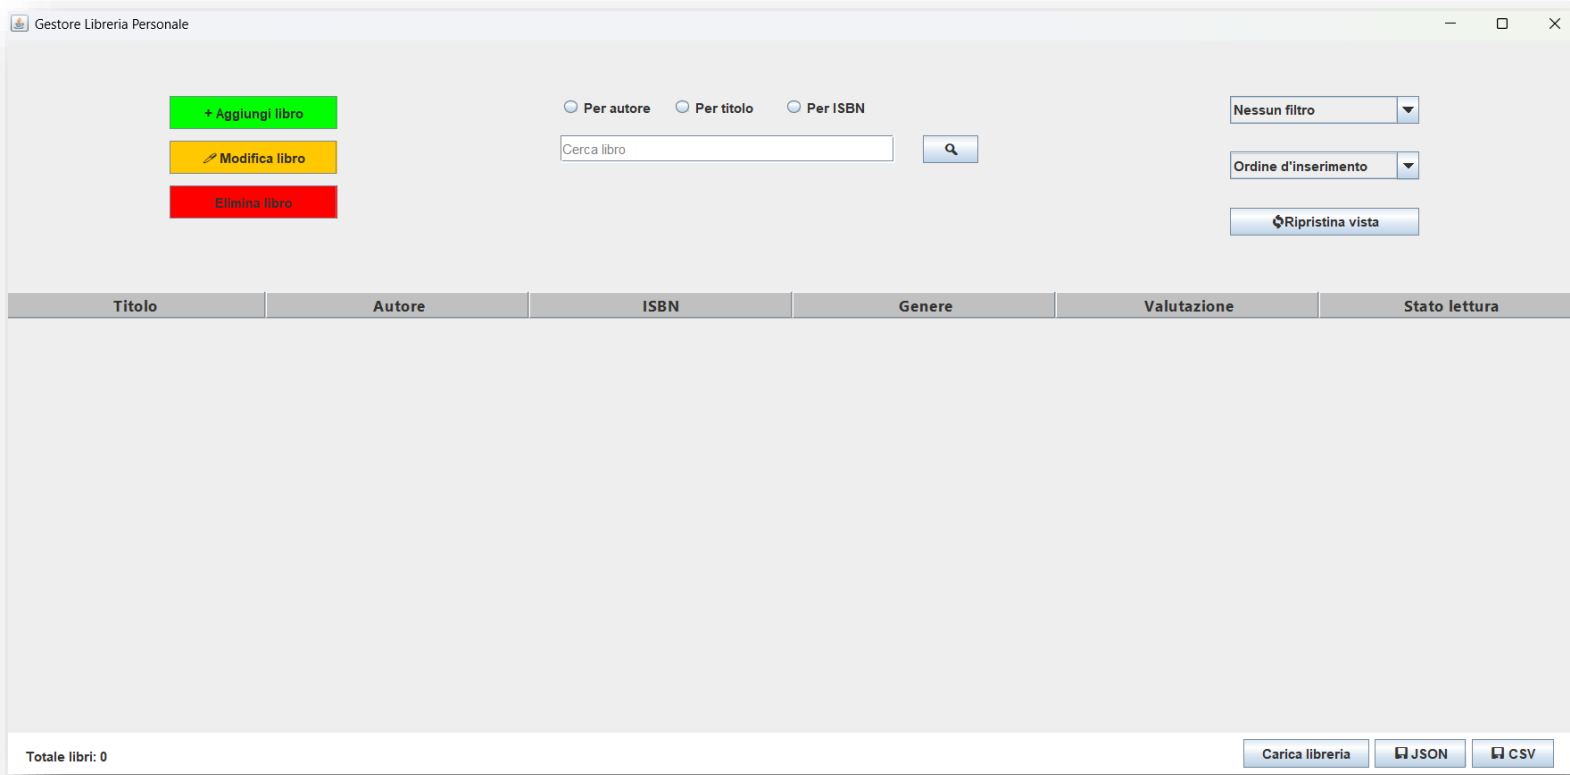 Gestore Libreria Personale
+ Aggiungi libro
Modifica libro
Elimina libro
Per autore Per titolo Per ISBN
Cerca libro
Nessun filtro
Ordine d'inserimento
Ripristina vista
Titolo Autore ISBN Genere Valutazione Stato lettura
Totale libri: 0
Carica libreria JSON CSV